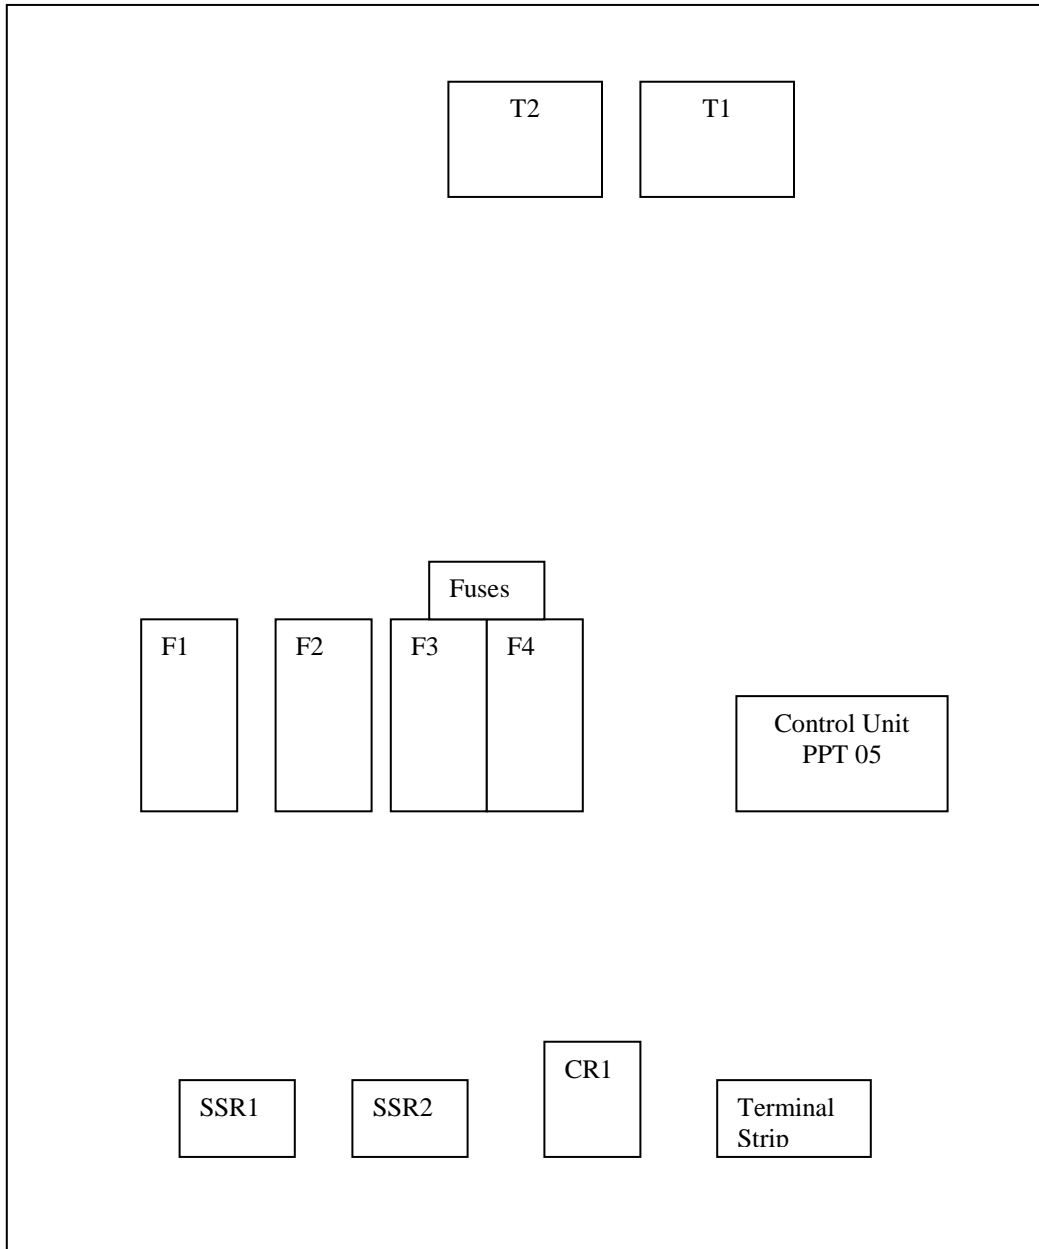 T2
T1
Fuses
F1
F2
F3
F4
Control Unit
PPT 05
SSR1
SSR2
CR1
Terminal
Strip